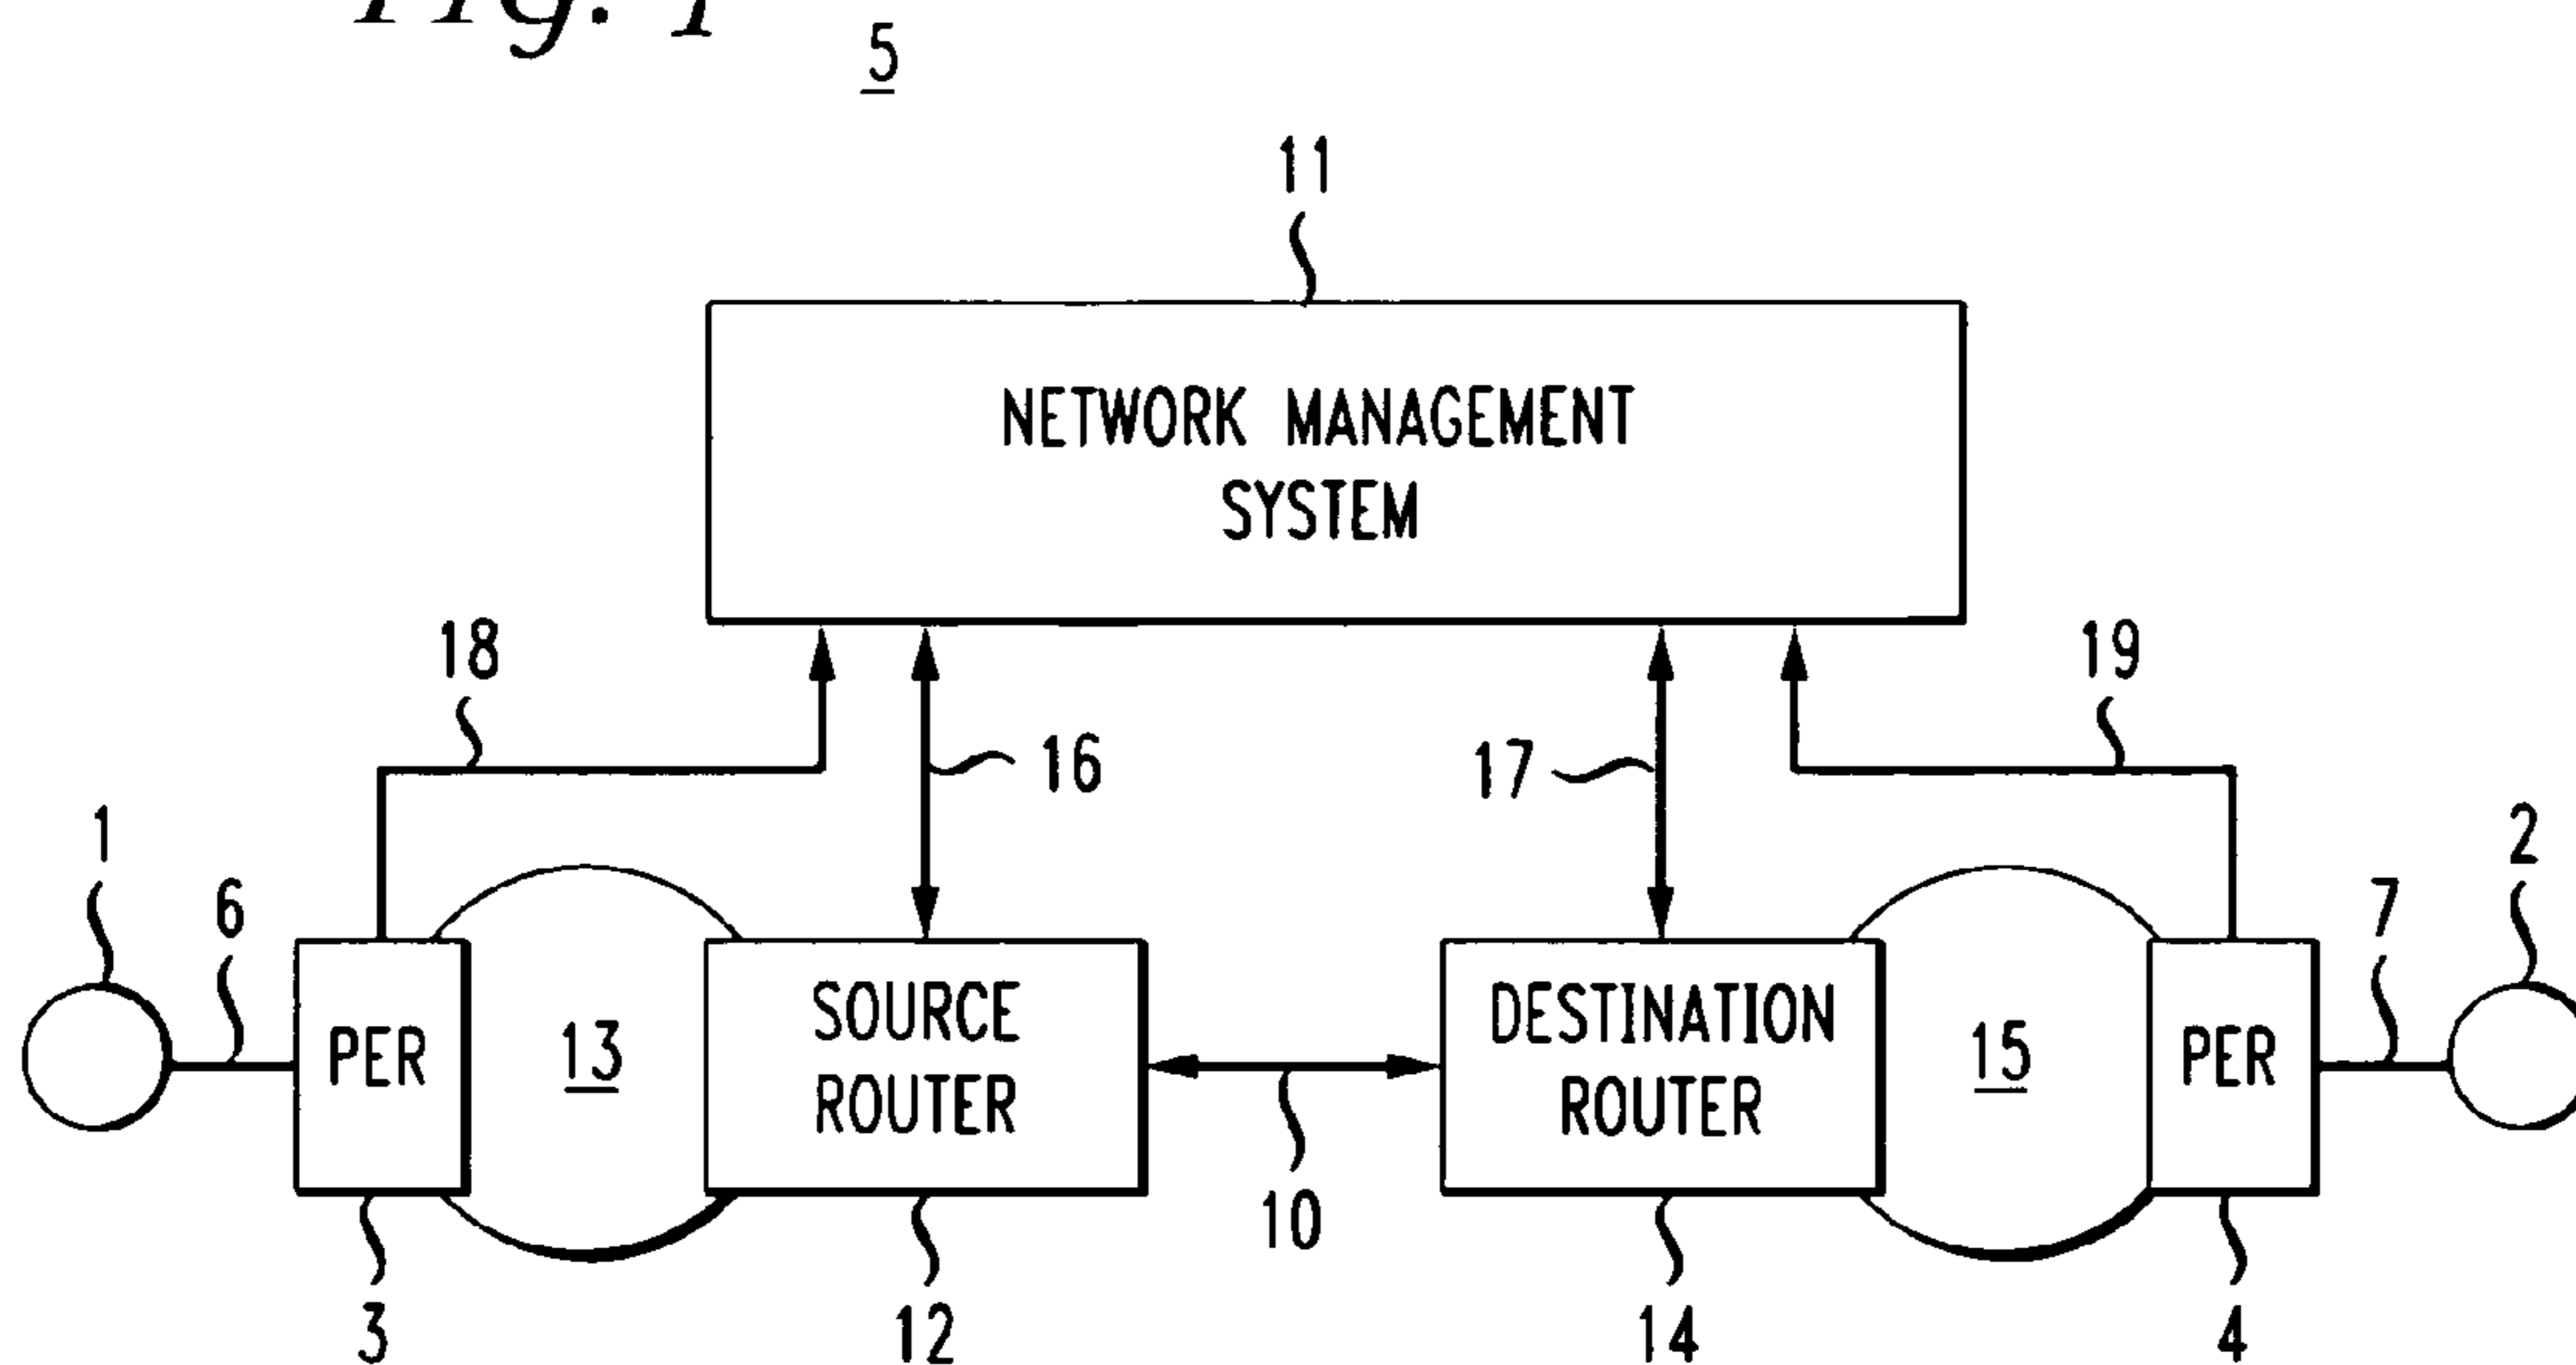 Fig. 1
5
11
NETWORK MANAGEMENT
SYSTEM
18
19
16
17
1
2
6
7
PER
13
SOURCE
ROUTER
DESTINATION
ROUTER
15
PER
10
3
12
14
4